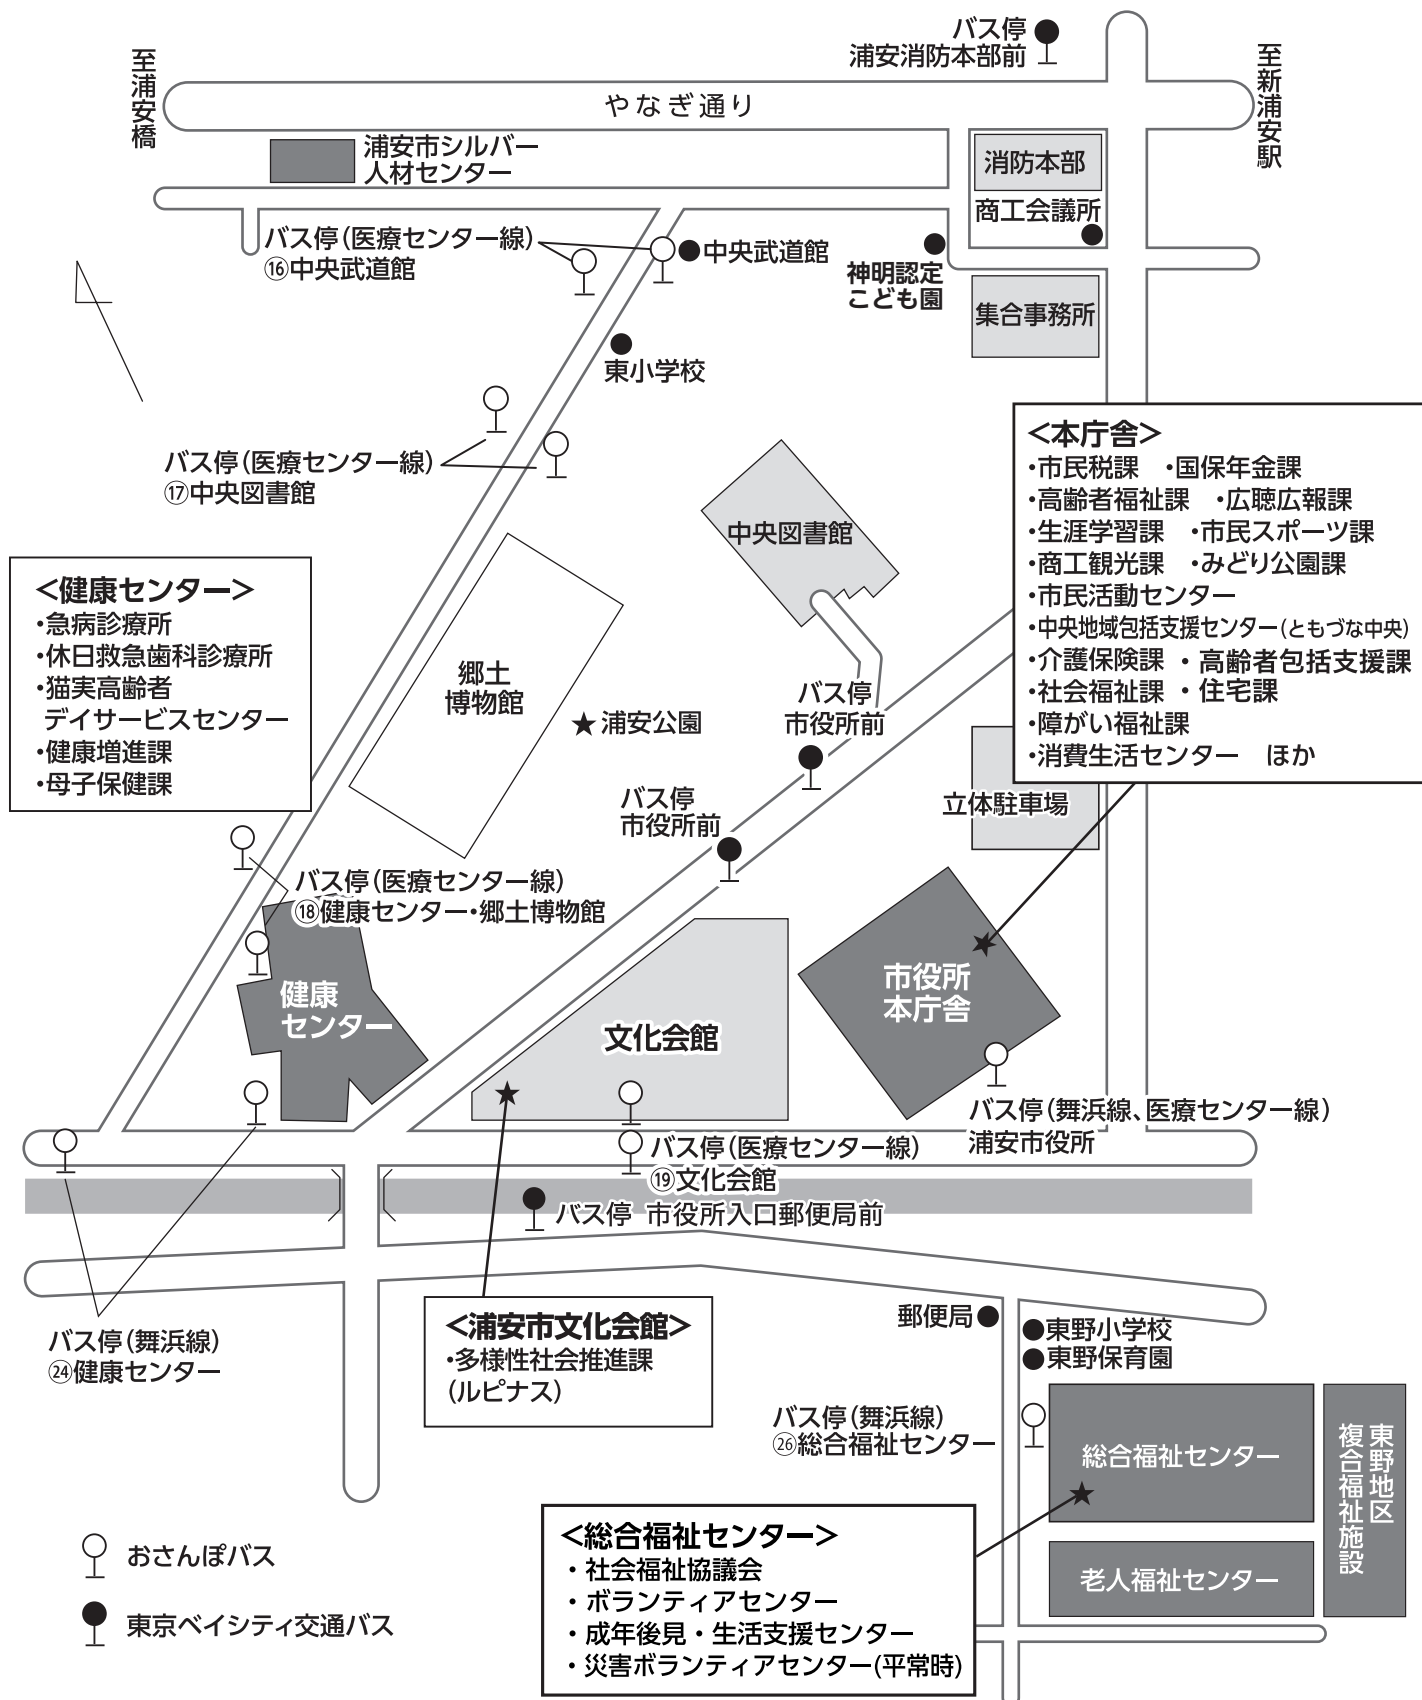 バス停
浦安消防本部前
至浦安橋
至新浦安駅
やなぎ通り
浦安市シルバー
人材センター
消防本部
商工会議所
バス停(医療センター線)
⑯中央武道館
中央武道館
神明認定
こども園
集合事務所
東小学校
バス停(医療センター線)
⑰中央図書館
中央図書館
<本庁舎>
・市民税課 ・国保年金課
・高齢者福祉課 ・広聴広報課
・生涯学習課 ・市民スポーツ課
・商工観光課 ・みどり公園課
・市民活動センター
・中央地域包括支援センター(ともづな中央)
・介護保険課 ・高齢者包括支援課
・社会福祉課 ・住宅課
・障がい福祉課
・消費生活センター ほか
<健康センター>
・急病診療所
・休日救急歯科診療所
・猫実高齢者
デイサービスセンター
・健康増進課
・母子保健課
郷土
博物館
★浦安公園
バス停
市役所前
バス停
市役所前
立体駐車場
バス停(医療センター線)
⑱健康センター・郷土博物館
健康
センター
文化会館
市役所
本庁舎
バス停(舞浜線、医療センター線)
浦安市役所
バス停(医療センター線)
⑲文化会館
バス停 市役所入口郵便局前
バス停(舞浜線)
㉔健康センター
<浦安市文化会館>
・多様性社会推進課
(ルピナス)
郵便局
東野小学校
東野保育園
バス停(舞浜線)
㉖総合福祉センター
総合福祉センター
東野地区
複合福祉施設
老人福祉センター
<総合福祉センター>
・社会福祉協議会
・ボランティアセンター
・成年後見・生活支援センター
・災害ボランティアセンター(平常時)
おさんぽバス
東京ベイシティ交通バス